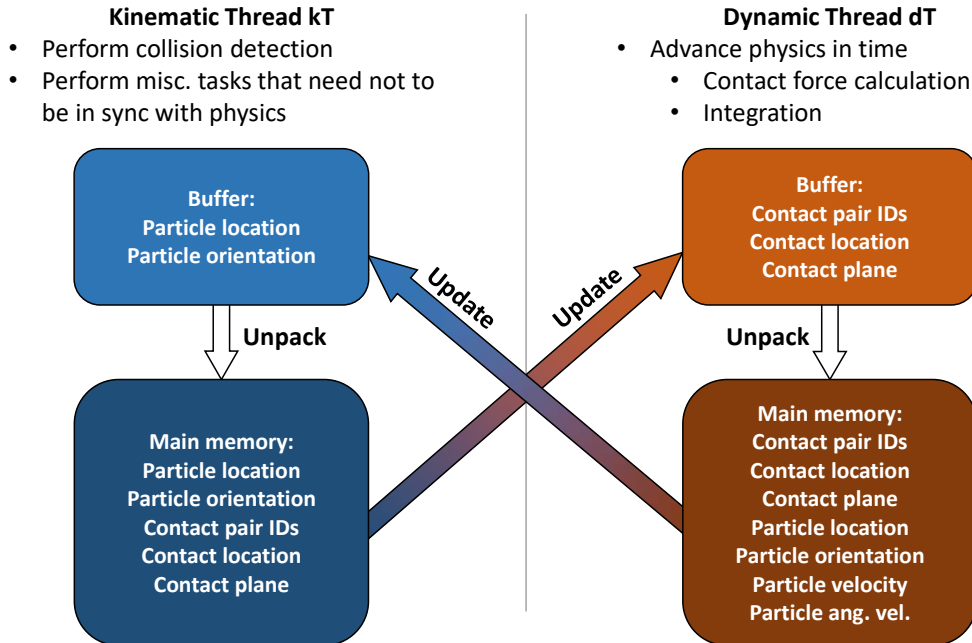 Kinematic Thread kT
• Perform collision detection
• Perform misc. tasks that need not to
be in sync with physics
Buffer:
Particle location
Particle orientation
Unpack
Main memory:
Particle location
Particle orientation
Contact pair IDs
Contact location
Contact plane
Update
Update
Dynamic Thread dT
• Advance physics in time
• Contact force calculation
• Integration
Buffer:
Contact pair IDs
Contact location
Contact plane
Unpack
Main memory:
Contact pair IDs
Contact location
Contact plane
Particle location
Particle orientation
Particle velocity
Particle ang. vel.